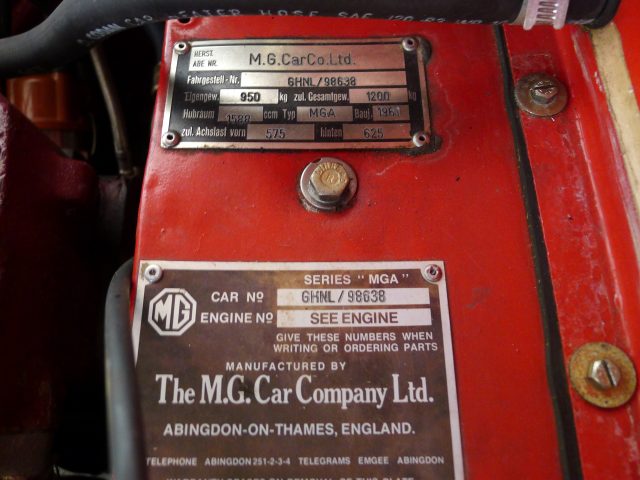 HERST.
ABE NR.
M.G.CarCo.Ltd.
Fahrgestell-Nr. GHNL/98638
Eigengew. 950 kg zul. Gesamtgew. 1200 kg
Hubraum 1588 ccm Typ MGA Bauj. 1961
zul. Achslast vorn 575 hinten 625
SERIES "MGA"
MG
CAR No GHNL/98638
ENGINE No SEE ENGINE
GIVE THESE NUMBERS WHEN
WRITING OR ORDERING PARTS
MANUFACTURED BY
The M.G. Car Company Ltd.
ABINGDON-ON-THAMES, ENGLAND.
TELEPHONE ABINGDON 251-2-3-4 TELEGRAMS EMGEE ABINGDON